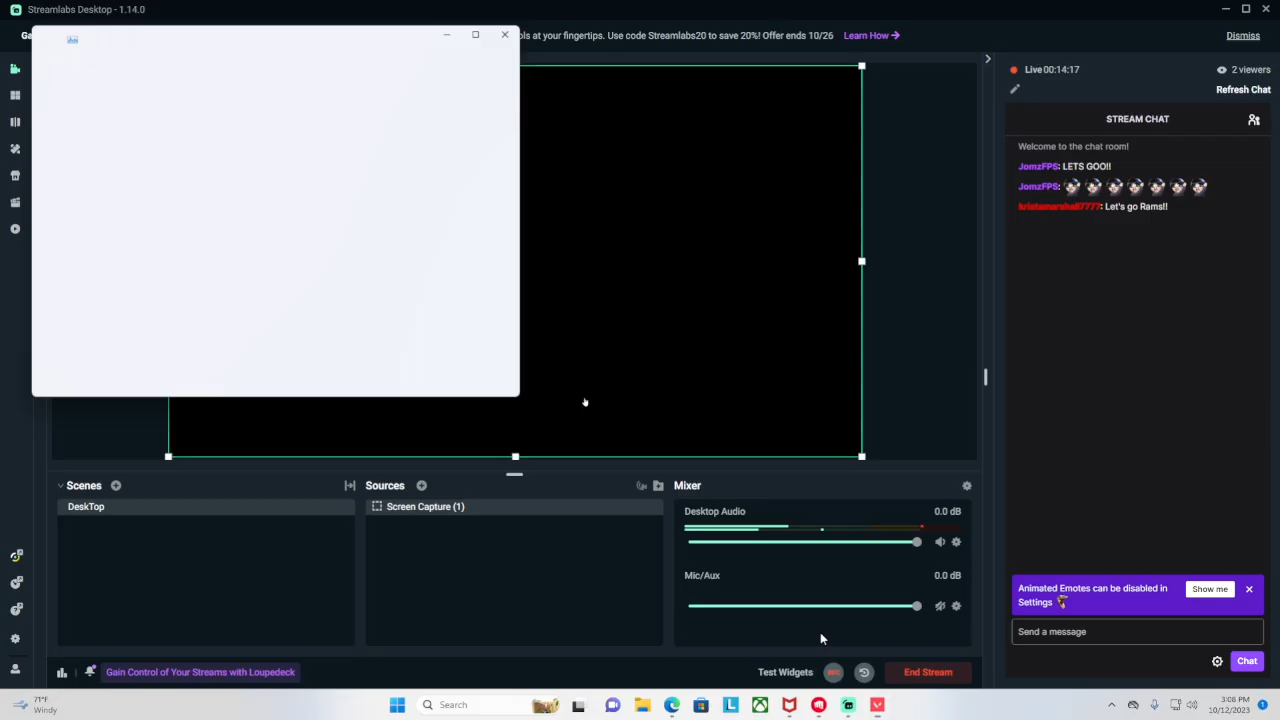 Streamlabs Desktop - 1.14.0
Ga
ols at your fingertips. Use code Streamlabs20 to save 20%! Offer ends 10/26 Learn How
Dismiss
Live 00:14:17
2 viewers
Refresh Chat
STREAM CHAT
Welcome to the chat room!
JomzFPS: LETS GOO!!
JomzFPS:
kristamarshall7777: Let's go Rams!!
Scenes
Sources
Mixer
DeskTop
Screen Capture (1)
Desktop Audio 0.0 dB
Mic/Aux 0.0 dB
Animated Emotes can be disabled in
Settings
Show me
Send a message
Chat
Gain Control of Your Streams with Loupedeck
Test Widgets
REC
End Stream
71°F
Windy
Search
3:08 PM
10/12/2023